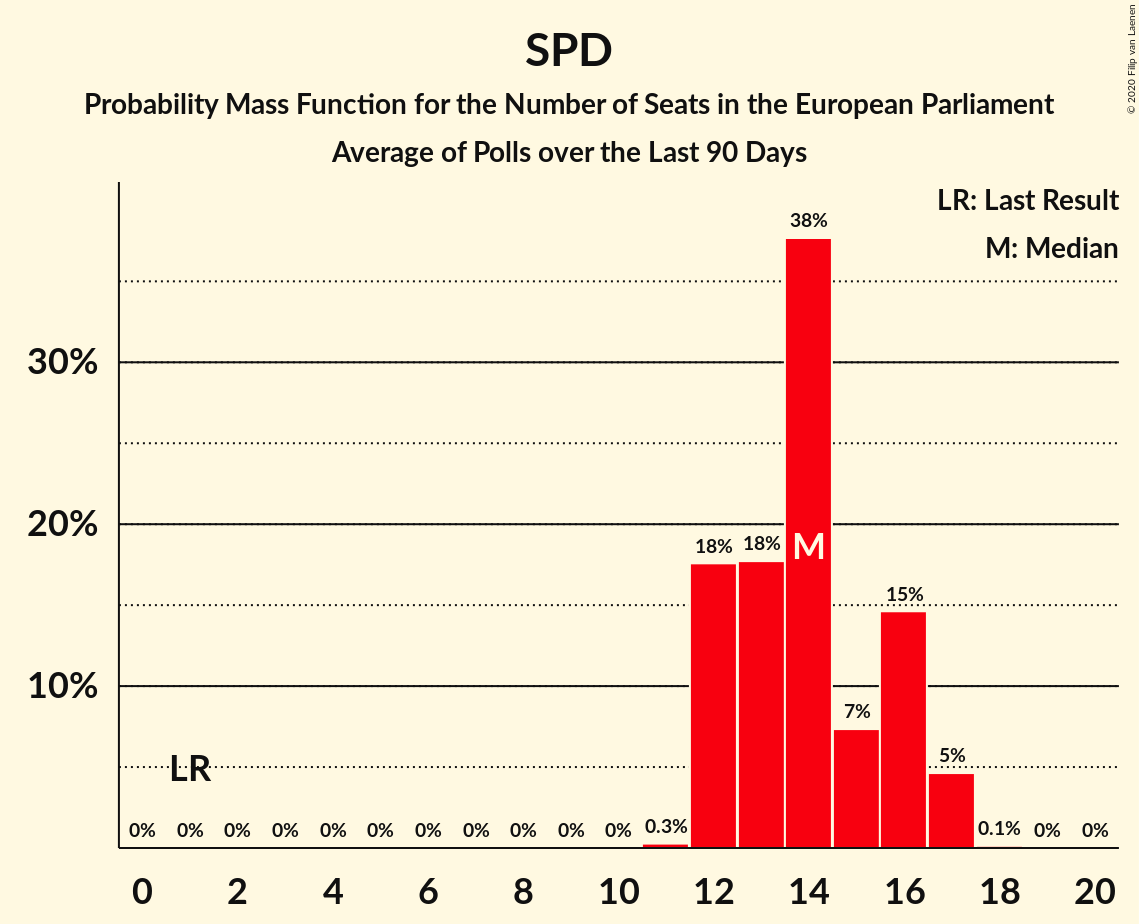 SPD
Probability Mass Function for the Number of Seats in the European Parliament
Average of Polls over the Last 90 Days
© 2020 Filip van Laenen
LR: Last Result
M: Median
38%
30%
20%
18% 18% M
15%
10%
7%
5%
LR
0% 0% 0% 0% 0% 0% 0% 0% 0% 0% 0% 0.3% 0.1% 0% 0%
0 2 4 6 8 10 12 14 16 18 20